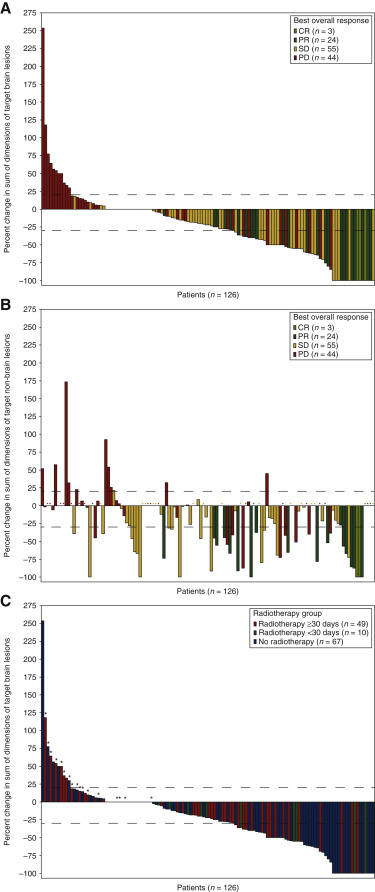 A
Percent change in sum of dimensions of target brain lesions
275
250
225
200
175
150
125
100
75
50
25
0
−25
−50
−75
−100
Best overall response
CR (n = 3)
PR (n = 24)
SD (n = 55)
PD (n = 44)
Patients (n = 126)
B
Percent change in sum of dimensions of target non-brain lesions
275
250
225
200
175
150
125
100
75
50
25
0
−25
−50
−75
−100
Best overall response
CR (n = 3)
PR (n = 24)
SD (n = 55)
PD (n = 44)
Patients (n = 126)
C
Percent change in sum of dimensions of target brain lesions
275
250
225
200
175
150
125
100
75
50
25
0
−25
−50
−75
−100
Radiotherapy group
Radiotherapy ≥30 days (n = 49)
Radiotherapy <30 days (n = 10)
No radiotherapy (n = 67)
Patients (n = 126)